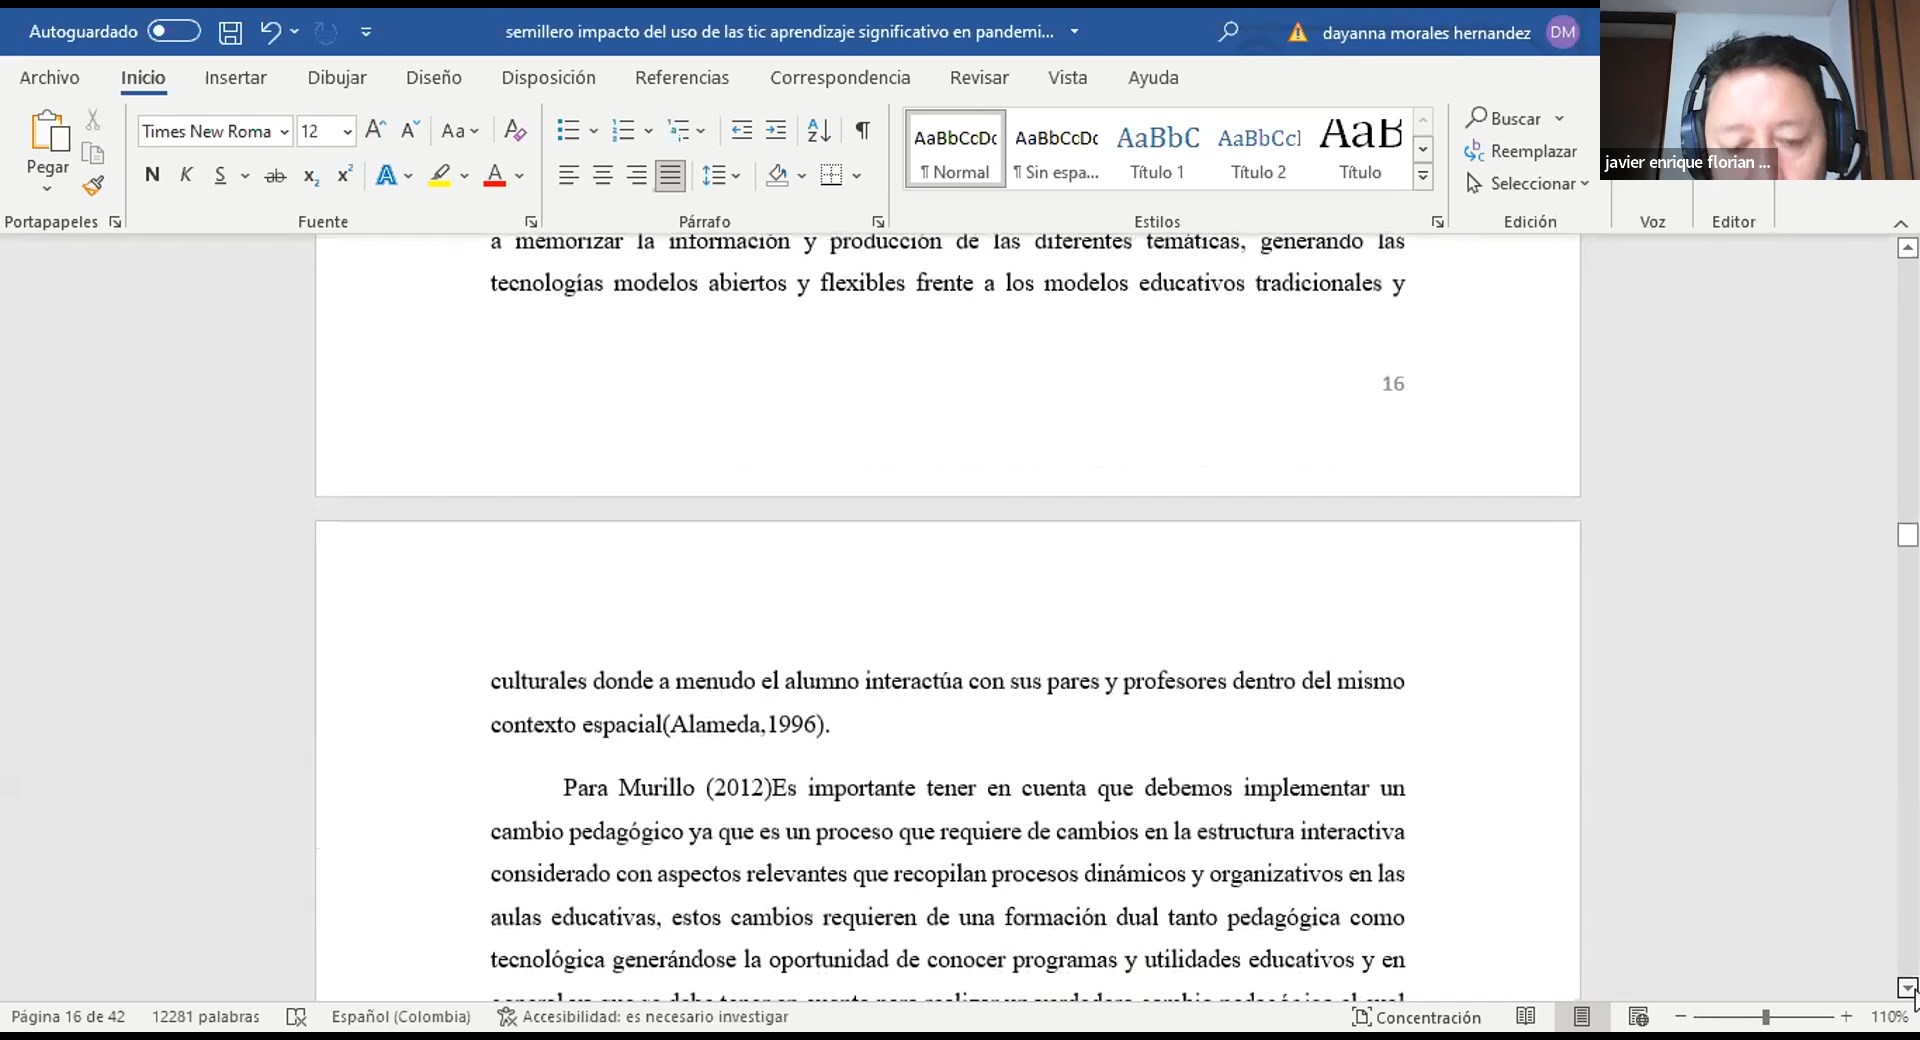 Autoguardado
semillero impacto del uso de las tic aprendizaje significativo en pandemi...
dayanna morales hernandez
DM
Archivo Inicio Insertar Dibujar Diseño Disposición Referencias Correspondencia Revisar Vista Ayuda
Pegar
Times New Roma
12
Aa
N K S ab x₂ x²
A A
AaBbCcDc AaBbCcDc AaBbC AaBbCcI AaB
¶ Normal ¶ Sin espa... Título 1 Título 2 Título
Buscar
Reemplazar
Seleccionar
javier enrique florian ...
Portapapeles Fuente Párrafo Estilos Edición Voz Editor
a memorizar la información y producción de las diferentes temáticas, generando las
tecnologías modelos abiertos y flexibles frente a los modelos educativos tradicionales y
16
culturales donde a menudo el alumno interactúa con sus pares y profesores dentro del mismo
contexto espacial(Alameda,1996).
Para Murillo (2012)Es importante tener en cuenta que debemos implementar un
cambio pedagógico ya que es un proceso que requiere de cambios en la estructura interactiva
considerado con aspectos relevantes que recopilan procesos dinámicos y organizativos en las
aulas educativas, estos cambios requieren de una formación dual tanto pedagógica como
tecnológica generándose la oportunidad de conocer programas y utilidades educativos y en
Página 16 de 42 12281 palabras Español (Colombia) Accesibilidad: es necesario investigar Concentración 110%